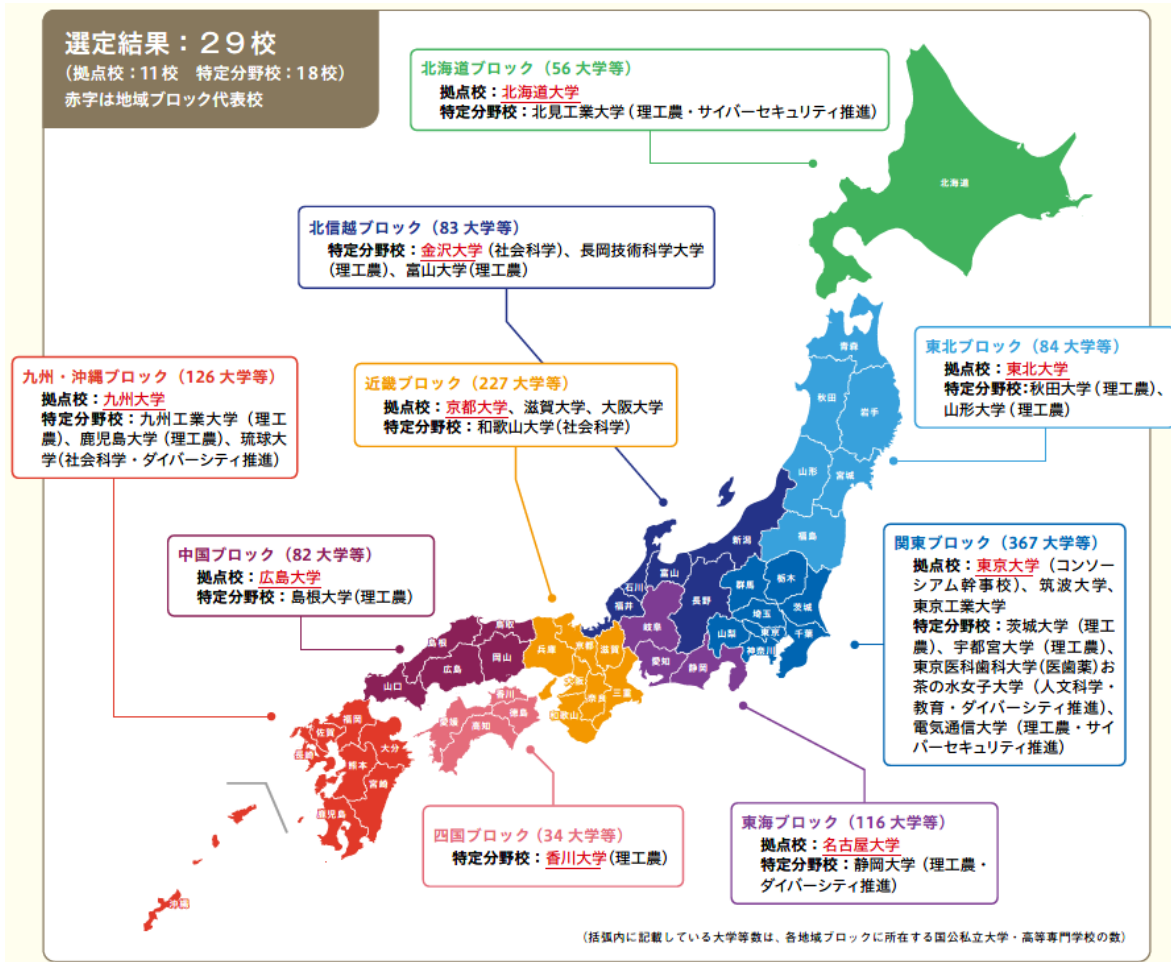 選定結果：29校
(拠点校：11校　特定分野校：18校)
赤字は地域ブロック代表校
北海道ブロック（56 大学等）
拠点校：北海道大学
特定分野校：北見工業大学 ( 理工農・サイバーセキュリティ推進)
北信越ブロック（83 大学等）
特定分野校：金沢大学 (社会科学)、長岡技術科学大学
(理工農)、富山大学(理工農)
東北ブロック（84 大学等）
拠点校：東北大学
特定分野校：秋田大学 ( 理工農)、
山形大学 ( 理工農)
九州・沖縄ブロック（126 大学等）
拠点校：九州大学
特定分野校：九州工業大学（理工
農）、鹿児島大学（理工農）、琉球大
学(社会科学・ダイバーシティ推進)
近畿ブロック（227 大学等）
拠点校：京都大学、滋賀大学、大阪大学
特定分野校：和歌山大学(社会科学)
中国ブロック（82 大学等）
拠点校：広島大学
特定分野校：島根大学(理工農)
関東ブロック（367 大学等）
拠点校：東京大学（コンソー
シアム幹事校）、筑波大学、
東京工業大学
特定分野校：茨城大学（理工
農）、宇都宮大学（理工農）、
東京医科歯科大学(医歯薬) お
茶の水女子大学（人文科学・
教育・ダイバーシティ推進）、
電気通信大学（理工農・サイ
バーセキュリティ推進）
四国ブロック（34 大学等）
特定分野校：香川大学(理工農)
東海ブロック（116 大学等）
拠点校：名古屋大学
特定分野校：静岡大学（理工農・
ダイバーシティ推進）
北海道
青森
秋田
岩手
山形
宮城
福島
新潟
富山
石川
福井
長野
群馬
栃木
茨城
埼玉
東京
千葉
神奈川
山梨
岐阜
愛知
静岡
兵庫
京都
滋賀
大阪
奈良
三重
和歌山
鳥取
島根
岡山
広島
山口
香川
徳島
愛媛
高知
福岡
佐賀
長崎
大分
熊本
宮崎
鹿児島
沖縄
（括弧内に記載している大学等数は、各地域ブロックに所在する国公私立大学・高等専門学校の数）